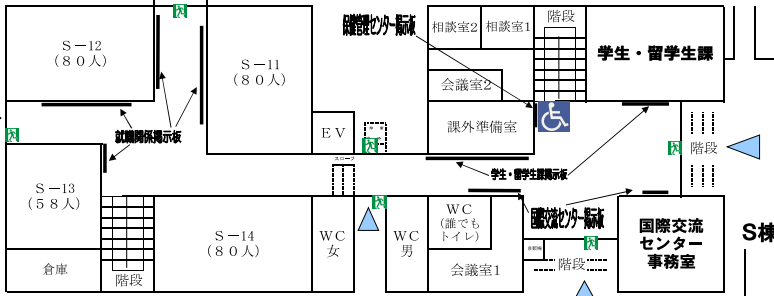 保健管理センター掲示板
相談室2
相談室1
階段
学生・留学生課
S－12
(80人)
S－11
(80人)
会議室2
就職関係掲示板
EV
課外準備室
スロープ
階段
S－13
(58人)
学生・留学生課掲示板
国際交流センター掲示板
S－14
(80人)
WC
女
WC
男
WC
(誰でも
トイレ)
国際交流
センター
事務室
S棟
倉庫
階段
会議室1
階段